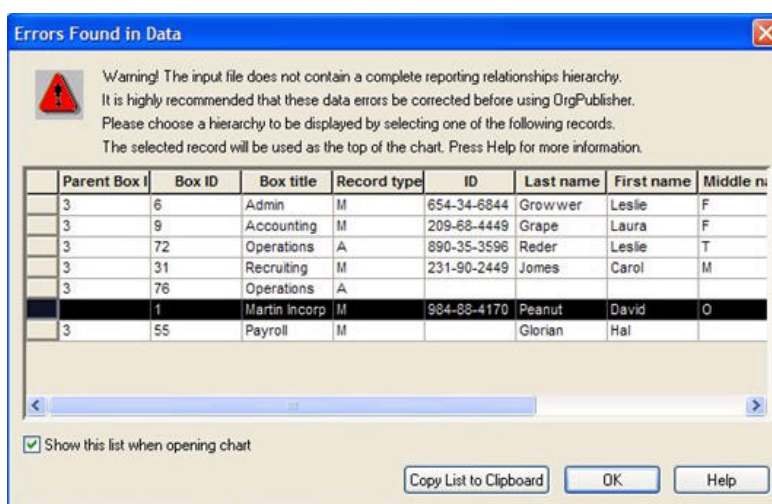 Errors Found in Data
Warning! The input file does not contain a complete reporting relationships hierarchy.
It is highly recommended that these data errors be corrected before using OrgPublisher.
Please choose a hierarchy to be displayed by selecting one of the following records.
The selected record will be used as the top of the chart. Press Help for more information.
Parent Box I Box ID Box title Record type ID Last name First name Middle na
3 6 Admin M 654-34-6844 Growwer Leslie F
3 9 Accounting M 209-68-4449 Grape Laura F
3 72 Operations A 890-35-3596 Reder Leslie T
3 31 Recruiting M 231-90-2449 Jomes Carol M
3 76 Operations A
1 Martin Incorp M 984-88-4170 Peanut David O
3 55 Payroll M Glorian Hal
Show this list when opening chart
Copy List to Clipboard OK Help